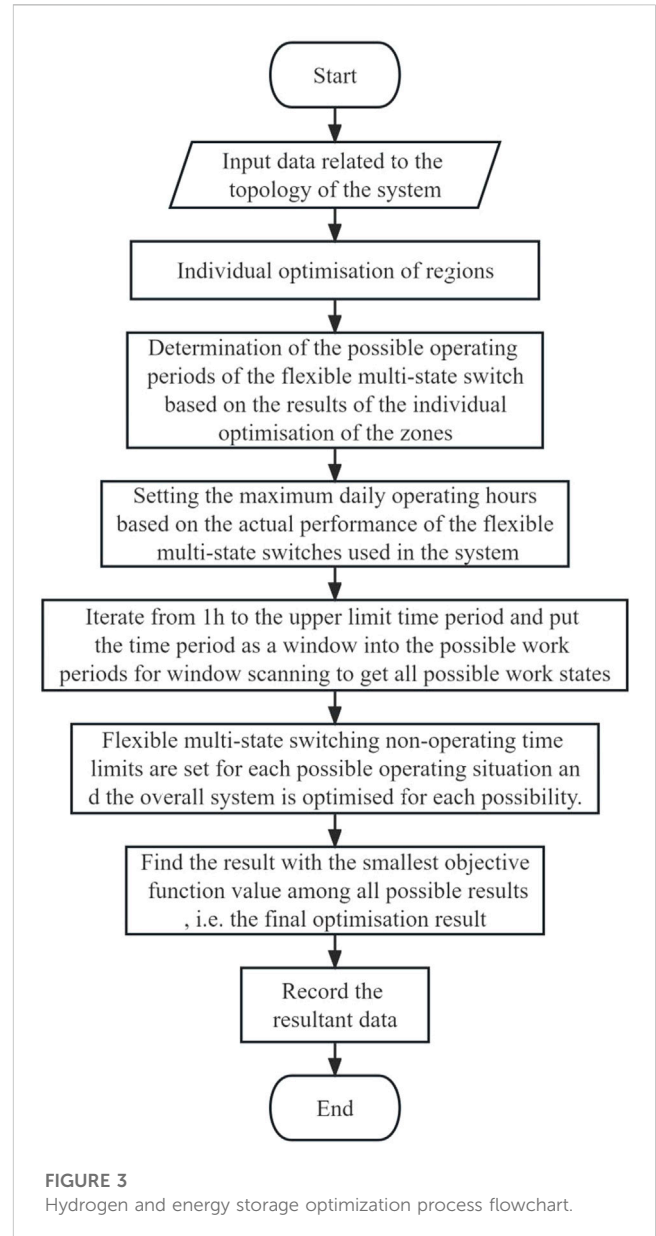 Start
Input data related to the
topology of the system
Individual optimisation of regions
Determination of the possible operating
periods of the flexible multi-state switch
based on the results of the individual
optimisation of the zones
Setting the maximum daily operating hours
based on the actual performance of the flexible
multi-state switches used in the system
Iterate from 1h to the upper limit time period and put
the time period as a window into the possible work
periods for window scanning to get all possible work states
Flexible multi-state switching non-operating time
limits are set for each possible operating situation an
d the overall system is optimised for each possibility.
Find the result with the smallest objective
function value among all possible results
, i.e. the final optimisation result
Record the
resultant data
End
FIGURE 3
Hydrogen and energy storage optimization process flowchart.